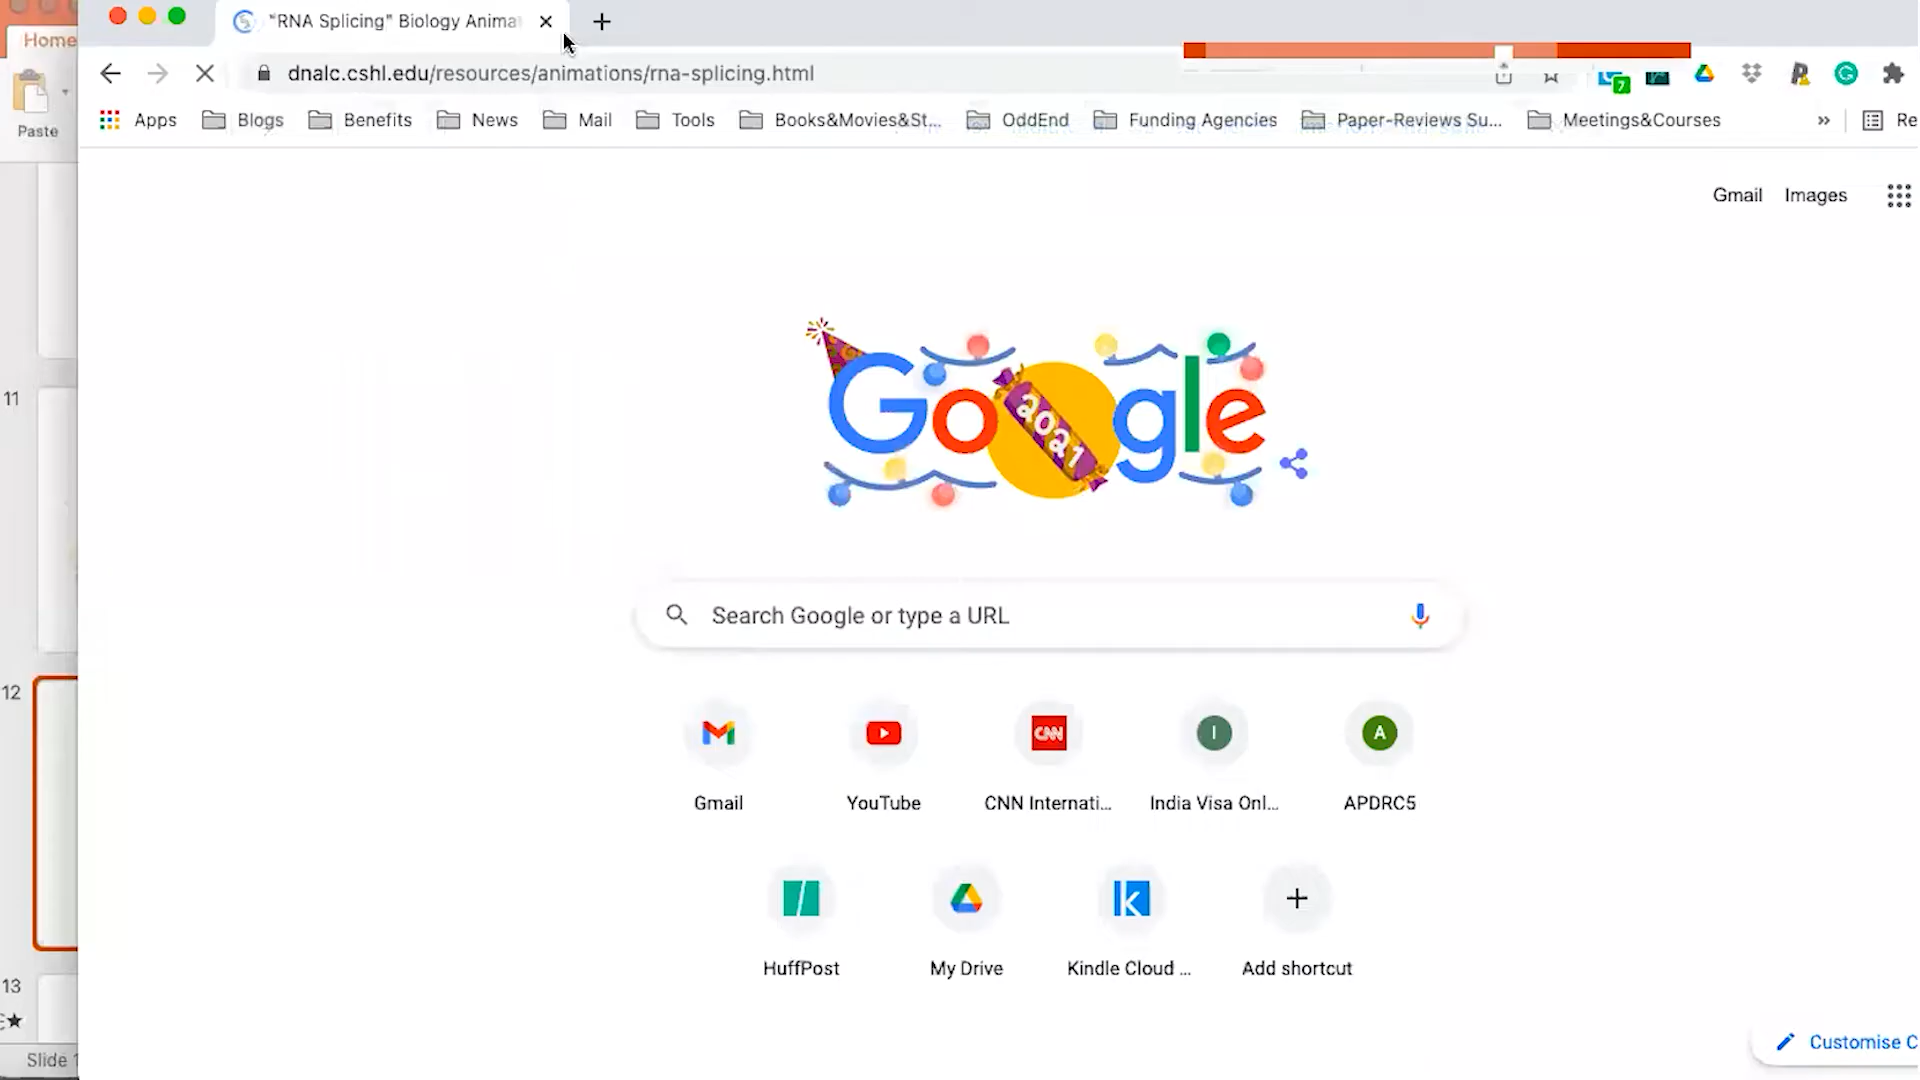 Home
"RNA Splicing" Biology Anima
dnalc.cshl.edu/resources/animations/rna-splicing.html
7
Paste
Apps Blogs Benefits News Mail Tools Books&Movies&St... OddEnd Funding Agencies Paper-Reviews Su... Meetings&Courses » Re
Gmail Images
Google
2021
11
Search Google or type a URL
12
CNN I A
Gmail YouTube CNN Internati... India Visa Onl... APDRC5
k
HuffPost My Drive Kindle Cloud ... Add shortcut
13
Slide 1
Customise C